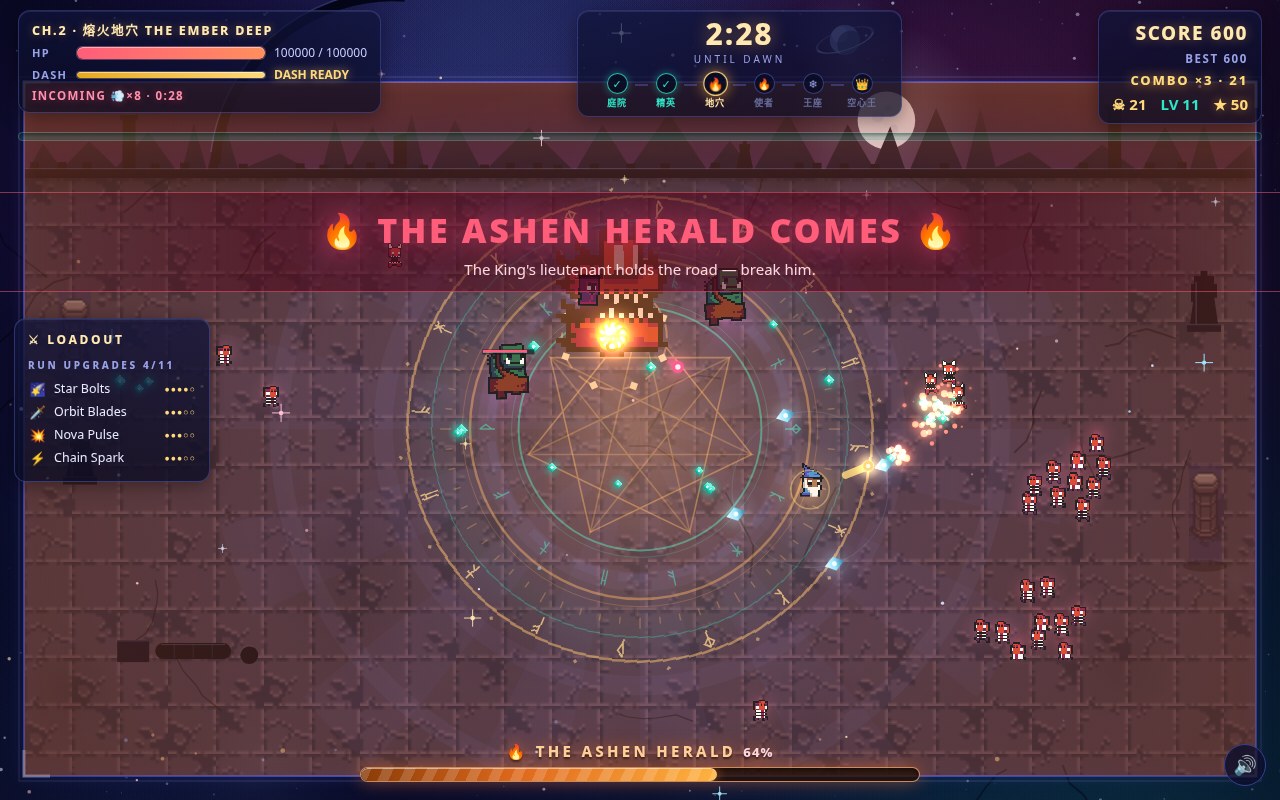 CH.2 · 熔火地穴 THE EMBER DEEP
HP 100000 / 100000
DASH DASH READY
INCOMING 💨×8 · 0:28
2:28
UNTIL DAWN
庭院 精英 地穴 使者 王座 空心王
SCORE 600
BEST 600
COMBO ×3 · 21
☠ 21 LV 11 ★ 50
🔥 THE ASHEN HERALD COMES 🔥
The King's lieutenant holds the road — break him.
⚔ LOADOUT
RUN UPGRADES 4/11
Star Bolts
Orbit Blades
Nova Pulse
Chain Spark
🔥 THE ASHEN HERALD 64%